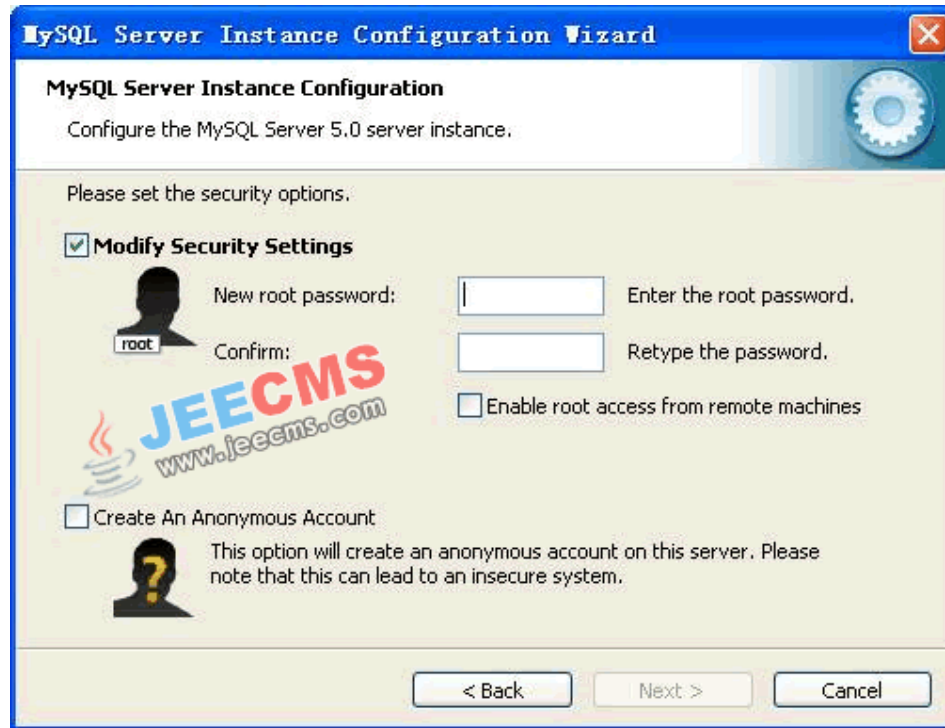 MySQL Server Instance Configuration Wizard
MySQL Server Instance Configuration
Configure the MySQL Server 5.0 server instance.
Please set the security options.
Modify Security Settings
New root password:
Enter the root password.
root
Confirm:
Retype the password.
JEECMS
www.jeecms.com
Enable root access from remote machines
Create An Anonymous Account
This option will create an anonymous account on this server. Please
note that this can lead to an insecure system.
< Back
Next >
Cancel